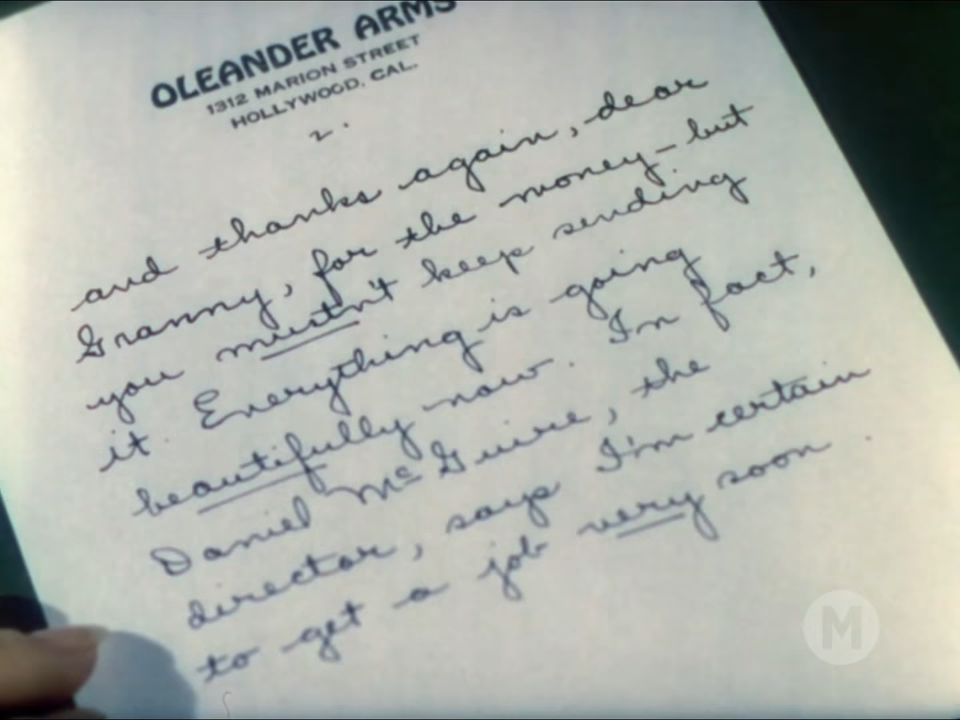 OLEANDER ARMS
1312 MARION STREET
HOLLYWOOD, CAL.
2.
and thanks again, dear
Granny, for the money – but
you mustn't keep sending
it. Everything is going
beautifully now. In fact,
Daniel McGuire, the
director, says I'm certain
to get a job very soon.
M